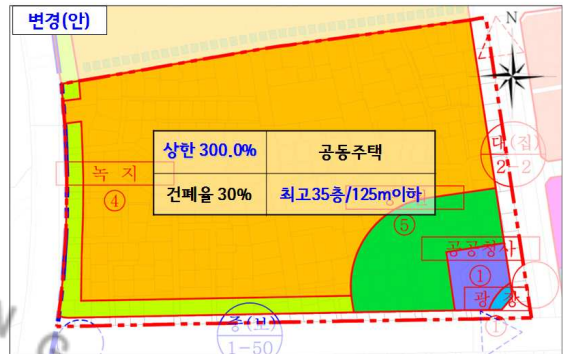 변경(안)
N
상한 300.0%
공동주택
대(집)
2-2
녹 지
④
건폐율 30%
최고35층/125m이하
⑤
공공청사
①
광 장
①
중(보)
1-50